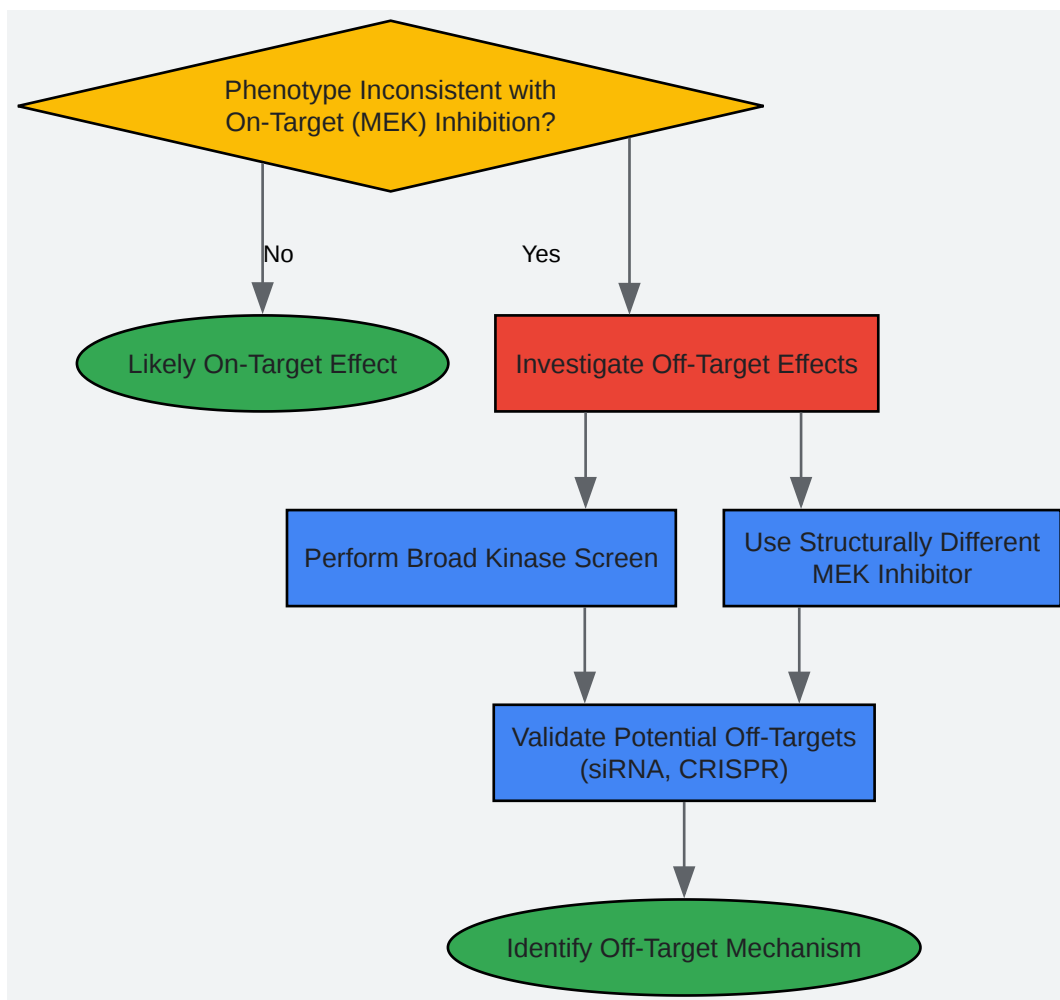 Phenotype Inconsistent with
On-Target (MEK) Inhibition?
No
Yes
Likely On-Target Effect
Investigate Off-Target Effects
Perform Broad Kinase Screen
Use Structurally Different
MEK Inhibitor
Validate Potential Off-Targets
(siRNA, CRISPR)
Identify Off-Target Mechanism